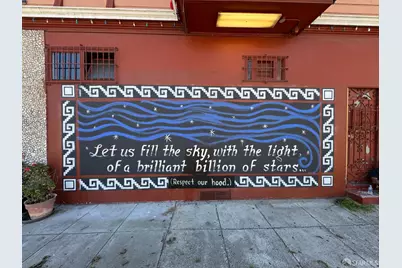 "Let us fill the sky, with the light,
of a brilliant billion of stars...
(Respect our hood.)